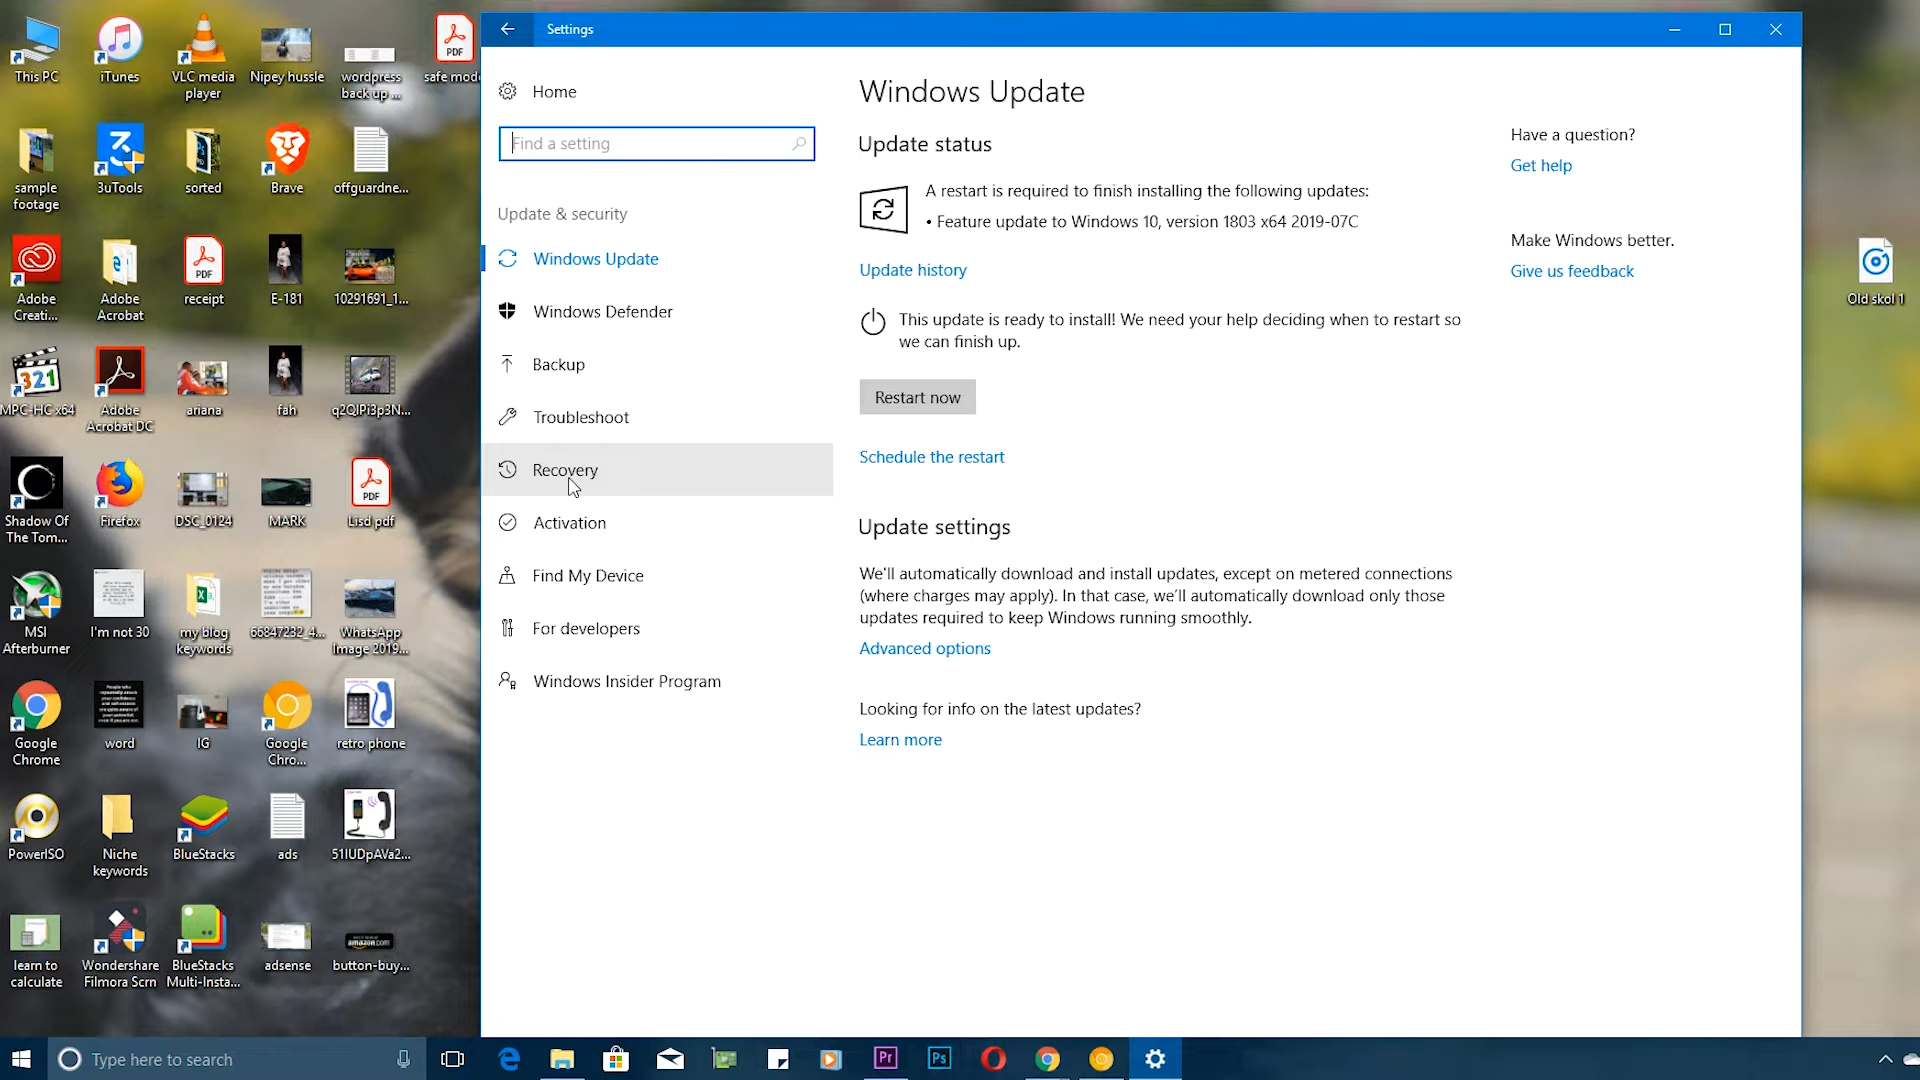 This PC
iTunes
VLC media
player
Nipey hussle
wordpress
back up ...
PDF
safe mode
sample
footage
3uTools
sorted
Brave
offguardne...
Adobe
Creati...
Adobe
Acrobat
PDF
receipt
E-181
10291691_1...
MPC-HC x64
Adobe
Acrobat DC
ariana
fah
q2QIPi3p3N...
Shadow Of
The Tom...
Firefox
DSC_0124
MARK
PDF
Lisd pdf
MSI
Afterburner
I'm not 30
my blog
keywords
66847232_4...
WhatsApp
Image 2019...
Google
Chrome
word
IG
Google
Chro...
retro phone
PowerISO
Niche
keywords
BlueStacks
ads
51IUDpAVa2...
learn to
calculate
Wondershare
Filmora Scrn
BlueStacks
Multi-Insta...
adsense
amazon.com
button-buy...
Settings
Home
Find a setting
Update & security
Windows Update
Windows Defender
Backup
Troubleshoot
Recovery
Activation
Find My Device
For developers
Windows Insider Program
Windows Update
Update status
A restart is required to finish installing the following updates:
• Feature update to Windows 10, version 1803 x64 2019-07C
Update history
This update is ready to install! We need your help deciding when to restart so
we can finish up.
Restart now
Schedule the restart
Update settings
We'll automatically download and install updates, except on metered connections
(where charges may apply). In that case, we'll automatically download only those
updates required to keep Windows running smoothly.
Advanced options
Looking for info on the latest updates?
Learn more
Have a question?
Get help
Make Windows better.
Give us feedback
Old skol 1
Type here to search
Pr
Ps